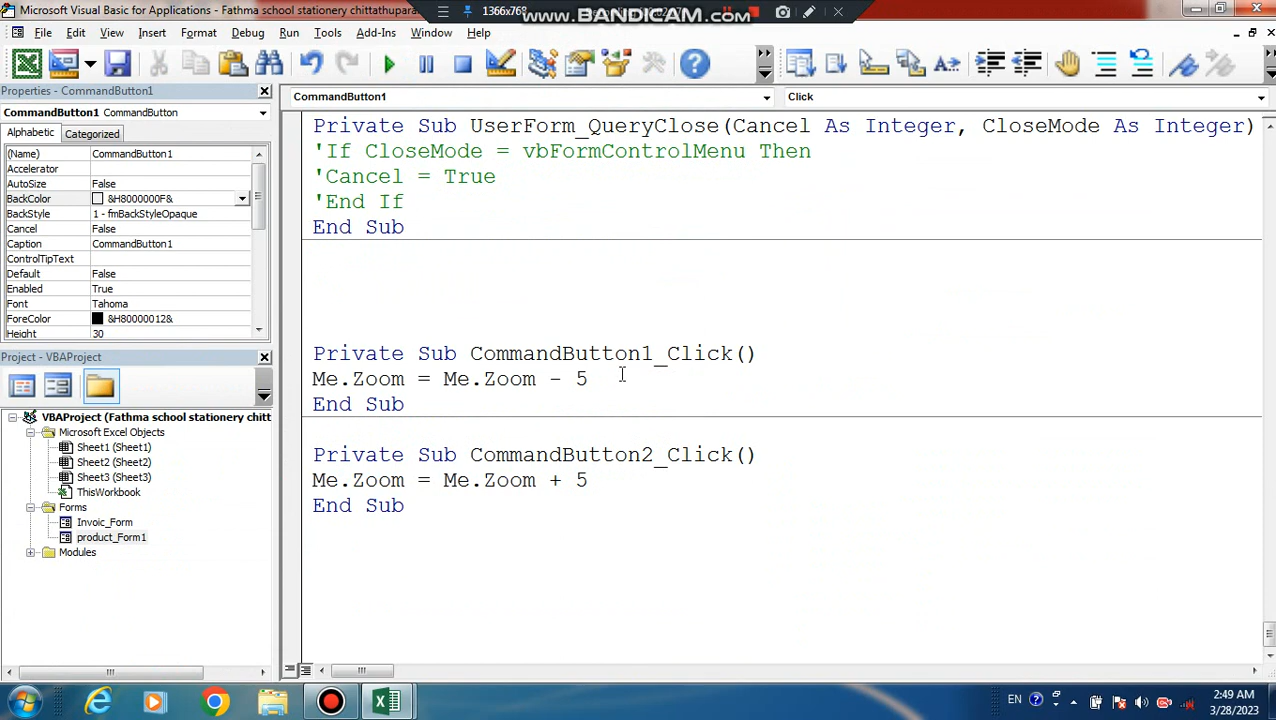 Microsoft Visual Basic for Applications - Fathma school stationery chittathupara
1366x768
www.BANDICAM.com
File Edit View Insert Format Debug Run Tools Add-Ins Window Help
Properties - CommandButton1
CommandButton1 CommandButton
Alphabetic Categorized
(Name) CommandButton1
Accelerator
AutoSize False
BackColor &H8000000F&
BackStyle 1 - fmBackStyleOpaque
Cancel False
Caption CommandButton1
ControlTipText
Default False
Enabled True
Font Tahoma
ForeColor &H80000012&
Height 30
Project - VBAProject
VBAProject (Fathma school stationery chitt
Microsoft Excel Objects
Sheet1 (Sheet1)
Sheet2 (Sheet2)
Sheet3 (Sheet3)
ThisWorkbook
Forms
Invoic_Form
product_Form1
Modules
CommandButton1 Click
Private Sub UserForm_QueryClose(Cancel As Integer, CloseMode As Integer)
'If CloseMode = vbFormControlMenu Then
'Cancel = True
'End If
End Sub
Private Sub CommandButton1_Click()
Me.Zoom = Me.Zoom - 5
End Sub
Private Sub CommandButton2_Click()
Me.Zoom = Me.Zoom + 5
End Sub
EN
2:49 AM
3/28/2023